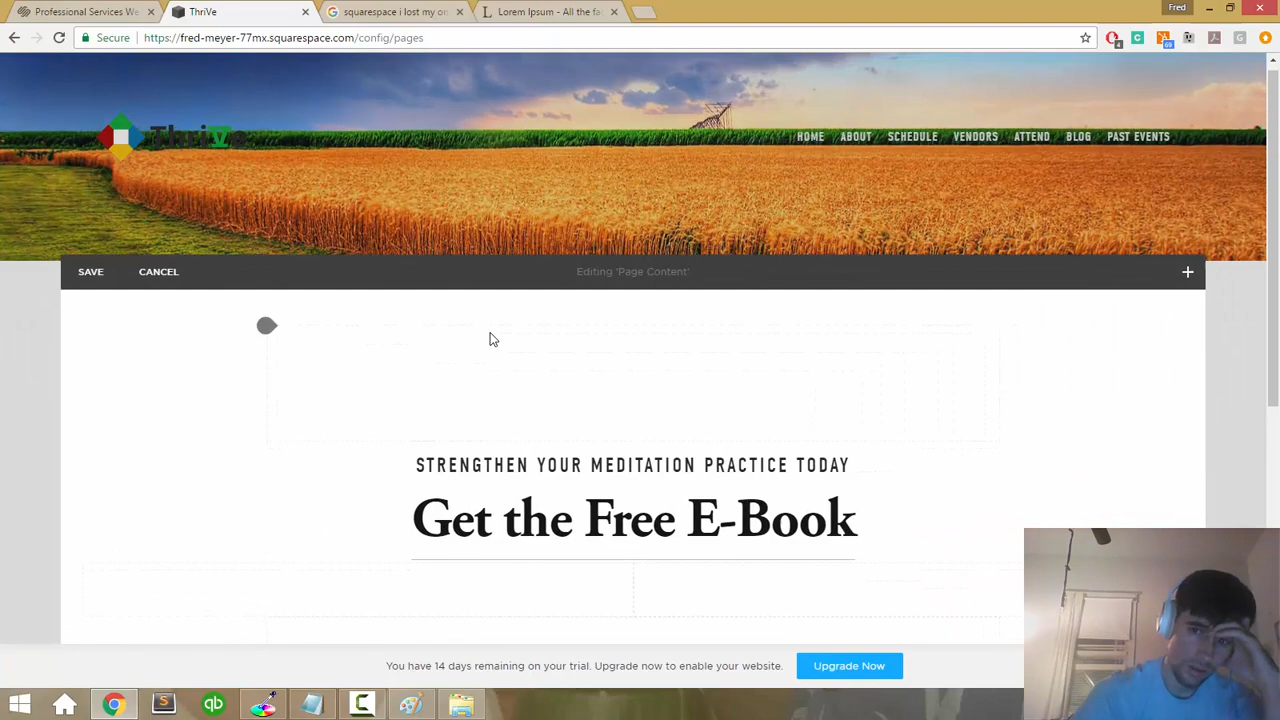 Professional Services We
ThriVe
squarespace i lost my or
Lorem Ipsum - All the fa
Fred
Secure
https://fred-meyer-77mx.squarespace.com/config/pages
4
69
ThriVe
HOME ABOUT SCHEDULE VENDORS ATTEND BLOG PAST EVENTS
SAVE CANCEL Editing 'Page Content'
STRENGTHEN YOUR MEDITATION PRACTICE TODAY
Get the Free E-Book
You have 14 days remaining on your trial. Upgrade now to enable your website.
Upgrade Now